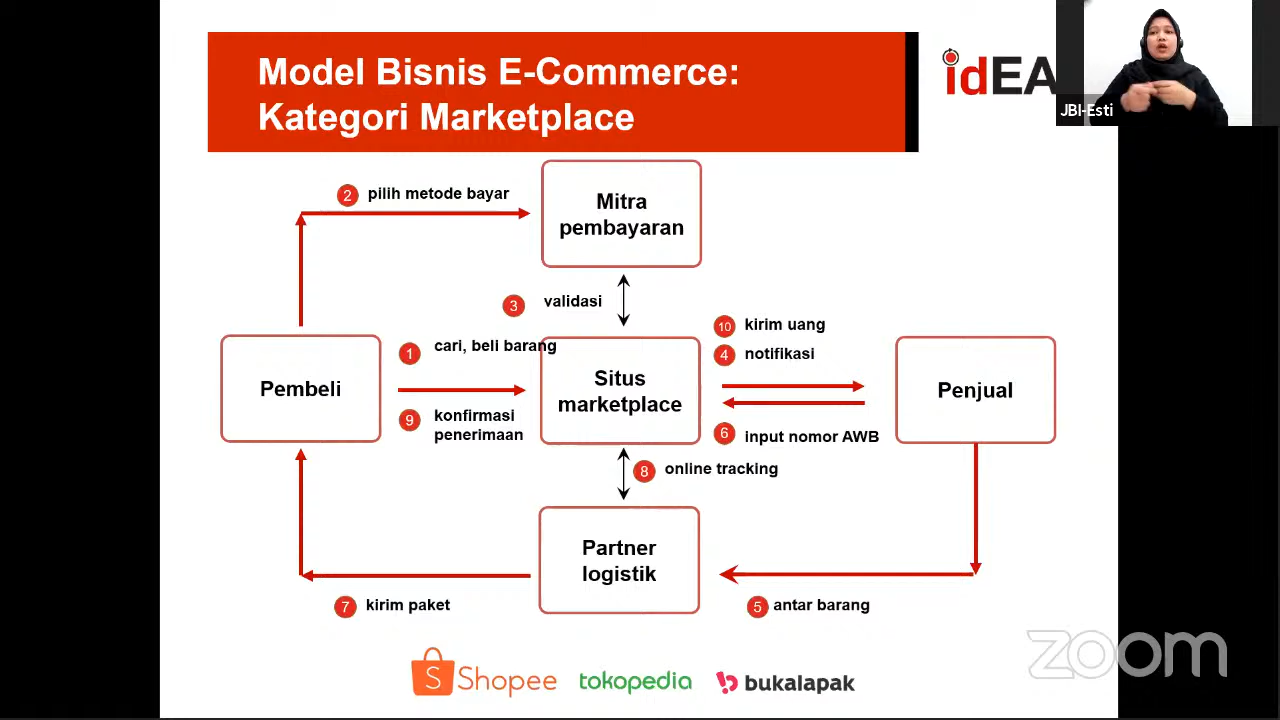 Model Bisnis E-Commerce:
Kategori Marketplace
idEA
JBI-Esti
2 pilih metode bayar
Mitra
pembayaran
3 validasi
10 kirim uang
1 cari, beli barang
4 notifikasi
Pembeli
Situs
marketplace
Penjual
9 konfirmasi
penerimaan
6 input nomor AWB
8 online tracking
Partner
logistik
7 kirim paket
5 antar barang
zoom
S Shopee
tokopedia
bukalapak